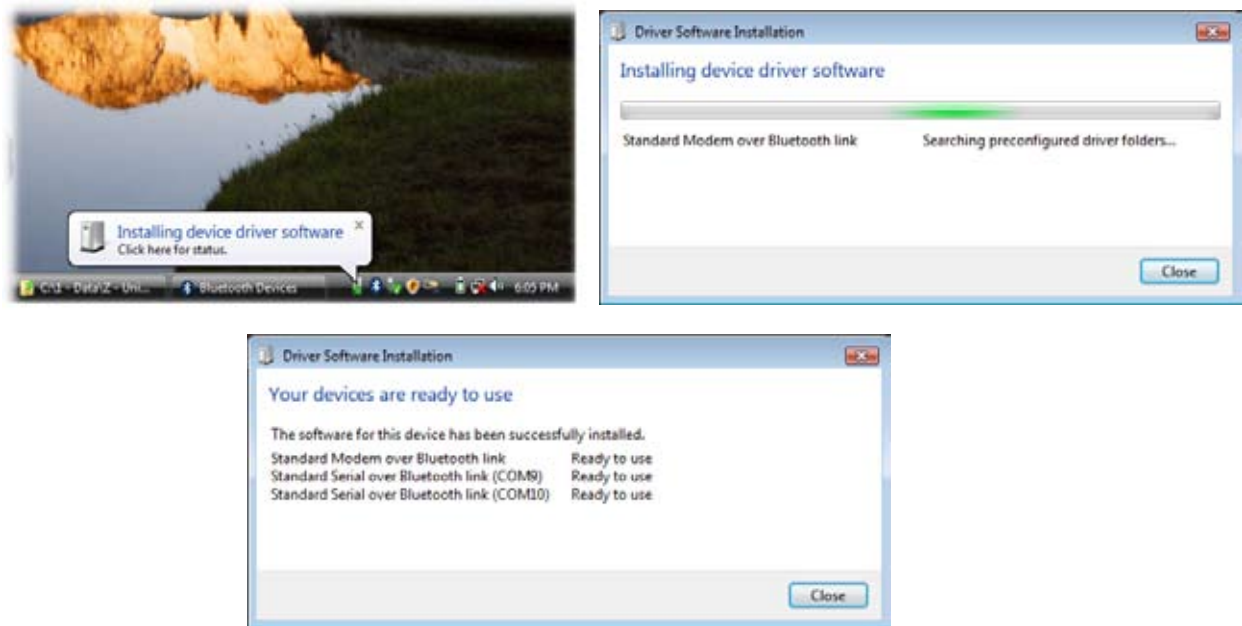 Installing device driver software
Click here for status.
C:\1 - Data\Z - Uni...
Bluetooth Devices
6:05 PM
Driver Software Installation
Installing device driver software
Standard Modem over Bluetooth link Searching preconfigured driver folders...
Close
Driver Software Installation
Your devices are ready to use
The software for this device has been successfully installed.
Standard Modem over Bluetooth link Ready to use
Standard Serial over Bluetooth link (COM9) Ready to use
Standard Serial over Bluetooth link (COM10) Ready to use
Close